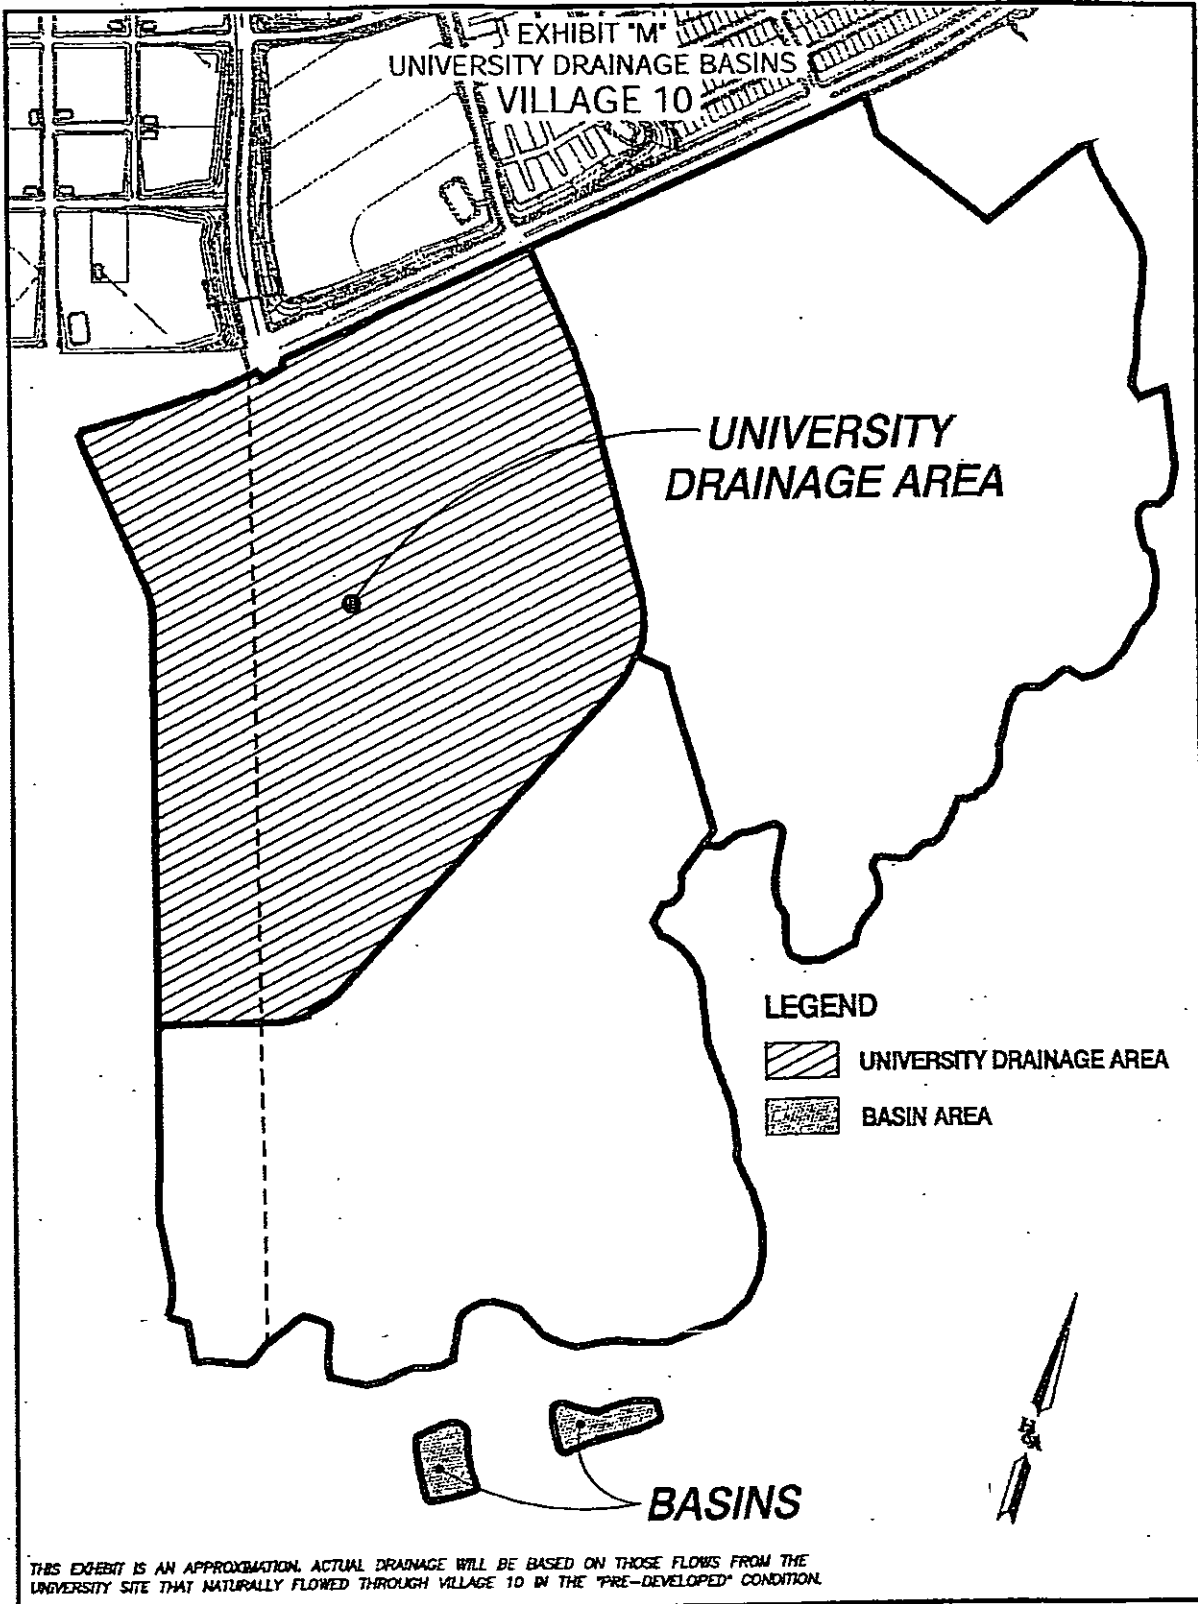 EXHIBIT "M"
UNIVERSITY DRAINAGE BASINS
VILLAGE 10
UNIVERSITY
DRAINAGE AREA
LEGEND
UNIVERSITY DRAINAGE AREA
BASIN AREA
BASINS
THIS EXHIBIT IS AN APPROXIMATION. ACTUAL DRAINAGE WILL BE BASED ON THOSE FLOWS FROM THE
UNIVERSITY SITE THAT NATURALLY FLOWED THROUGH VILLAGE 10 IN THE "PRE-DEVELOPED" CONDITION.